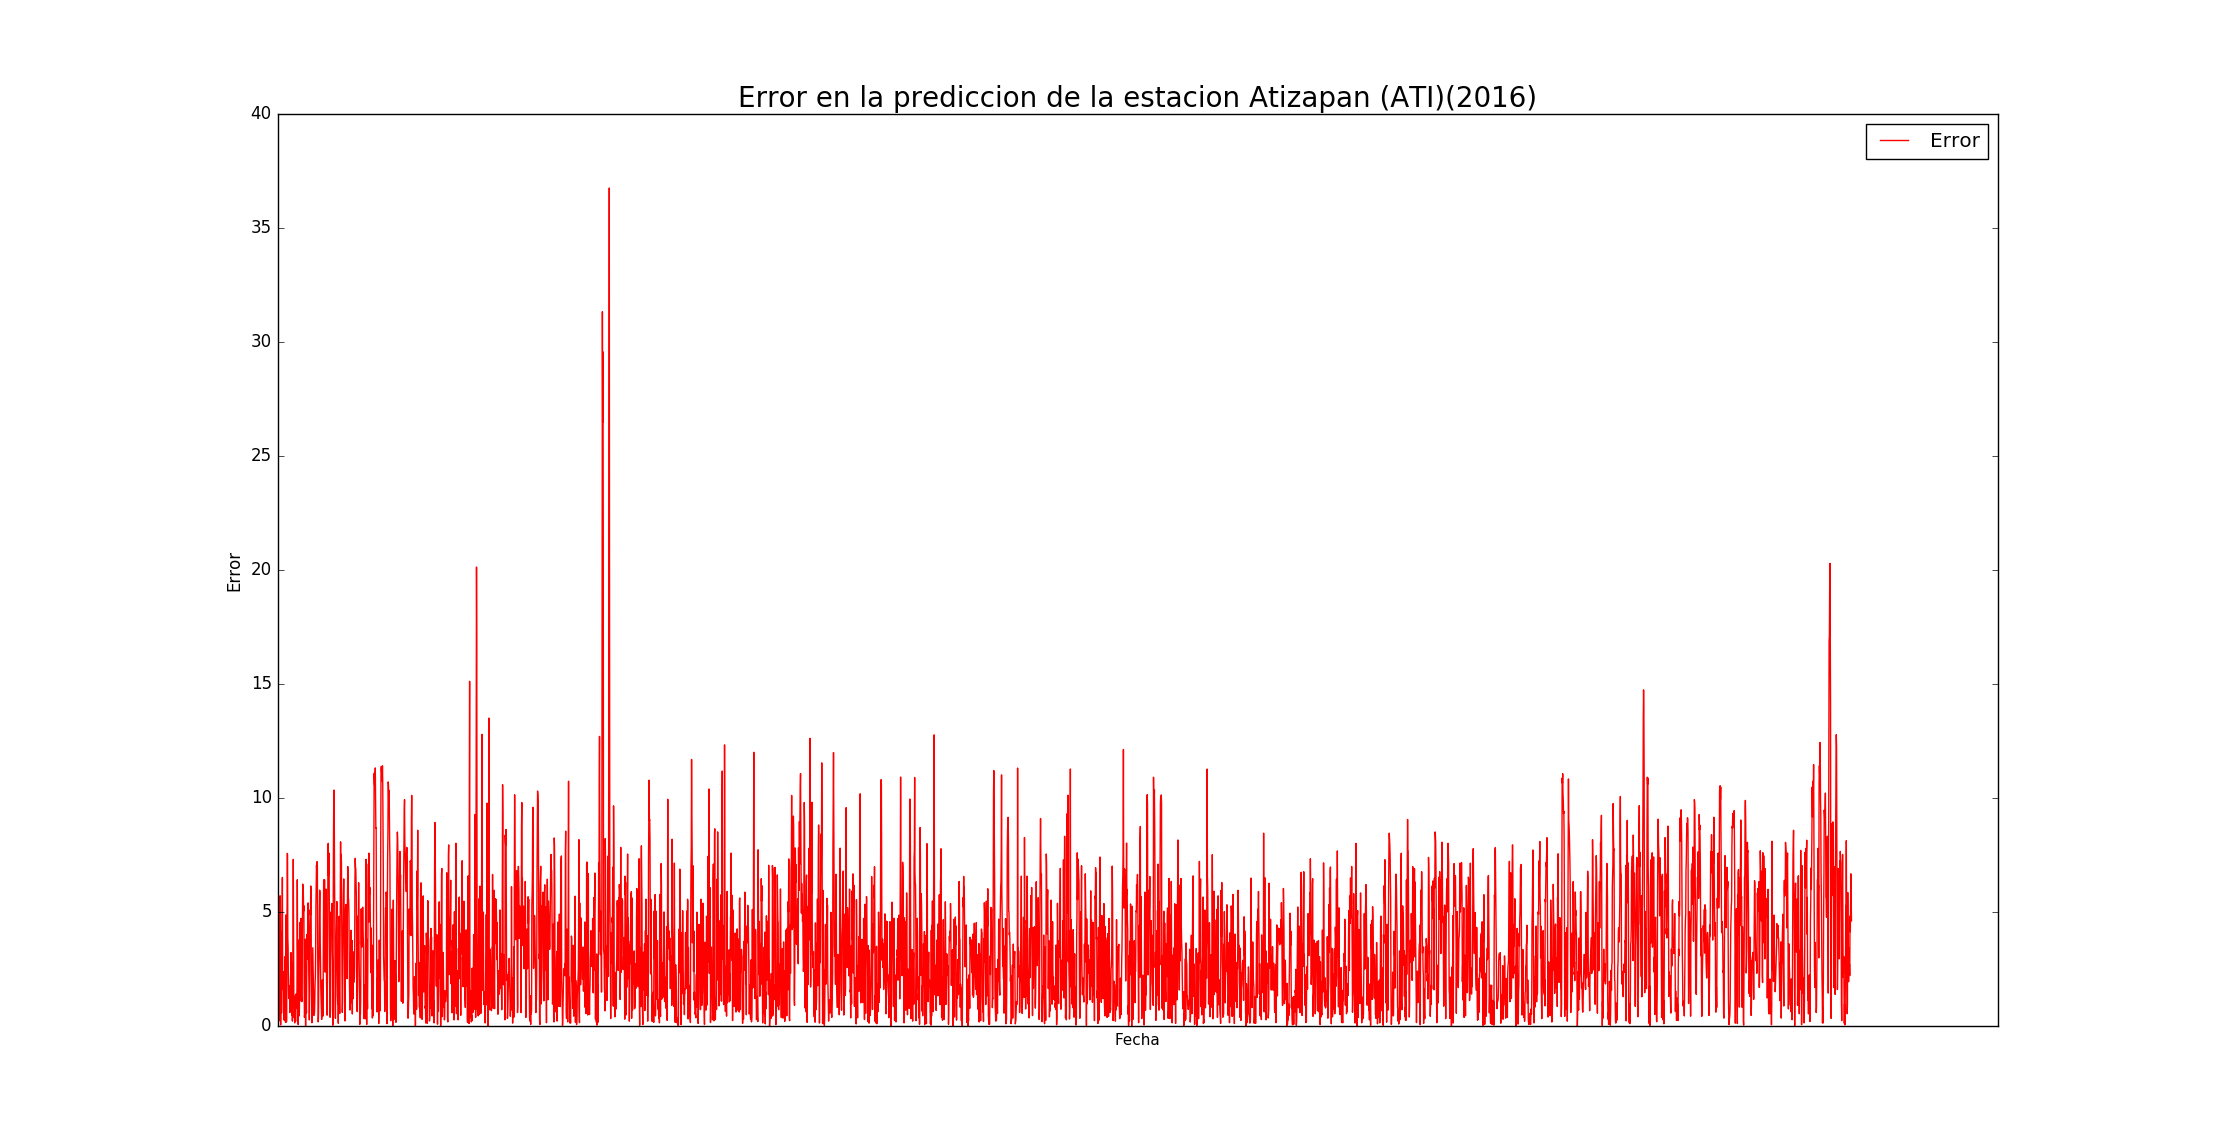 Error en la prediccion de la estacion Atizapan (ATI)(2016)
40
Error
35
30
25
20
Error
15
10
5
0
Fecha